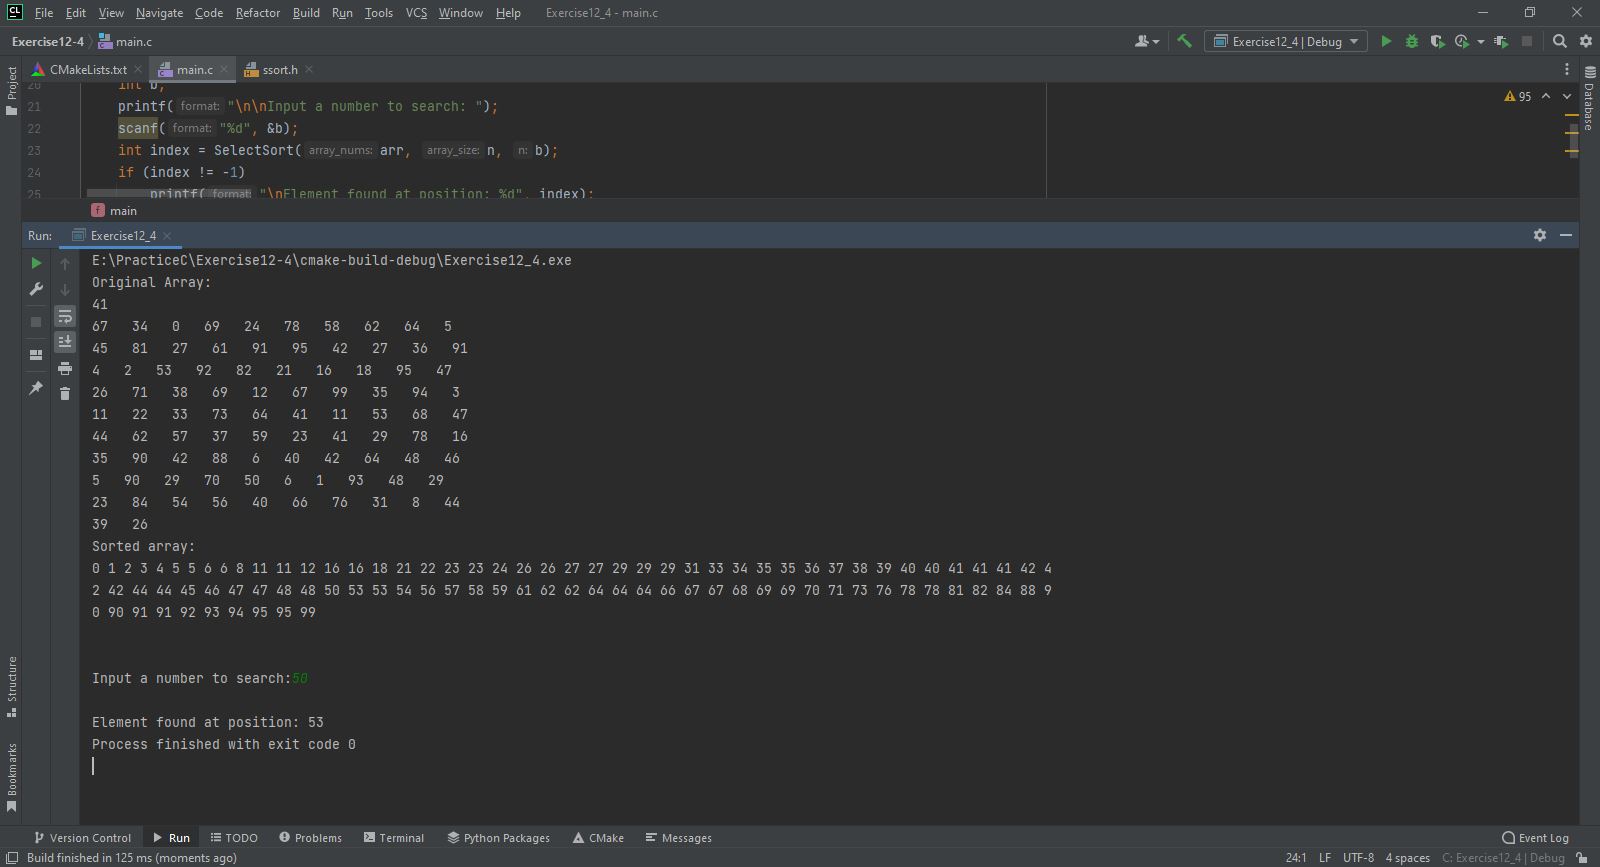 CL File Edit View Navigate Code Refactor Build Run Tools VCS Window Help Exercise12_4 - main.c
Exercise12-4 main.c Exercise12_4 | Debug
CMakeLists.txt main.c ssort.h
Project
Database
20 int b;
21 printf( format: "\n\nInput a number to search: ");
22 scanf( format: "%d", &b);
23 int index = SelectSort( array_nums: arr, array_size: n, n: b);
24 if (index != -1)
25 printf( format: "\nElement found at position: %d", index);
95
f main
Run: Exercise12_4
E:\PracticeC\Exercise12-4\cmake-build-debug\Exercise12_4.exe
Original Array:
41
67 34 0 69 24 78 58 62 64 5
45 81 27 61 91 95 42 27 36 91
4 2 53 92 82 21 16 18 95 47
26 71 38 69 12 67 99 35 94 3
11 22 33 73 64 41 11 53 68 47
44 62 57 37 59 23 41 29 78 16
35 90 42 88 6 40 42 64 48 46
5 90 29 70 50 6 1 93 48 29
23 84 54 56 40 66 76 31 8 44
39 26
Sorted array:
0 1 2 3 4 5 5 6 6 8 11 11 12 16 16 18 21 22 23 23 24 26 26 27 27 29 29 29 31 33 34 35 35 36 37 38 39 40 40 41 41 41 42 4
2 42 44 44 45 46 47 47 48 48 50 53 53 54 56 57 58 59 61 62 62 64 64 64 66 67 67 68 69 69 70 71 73 76 78 78 81 82 84 88 9
0 90 91 91 92 93 94 95 95 99
Input a number to search:50
Element found at position: 53
Process finished with exit code 0
Structure
Bookmarks
Version Control Run TODO Problems Terminal Python Packages CMake Messages Event Log
Build finished in 125 ms (moments ago) 24:1 LF UTF-8 4 spaces C: Exercise12_4 | Debug